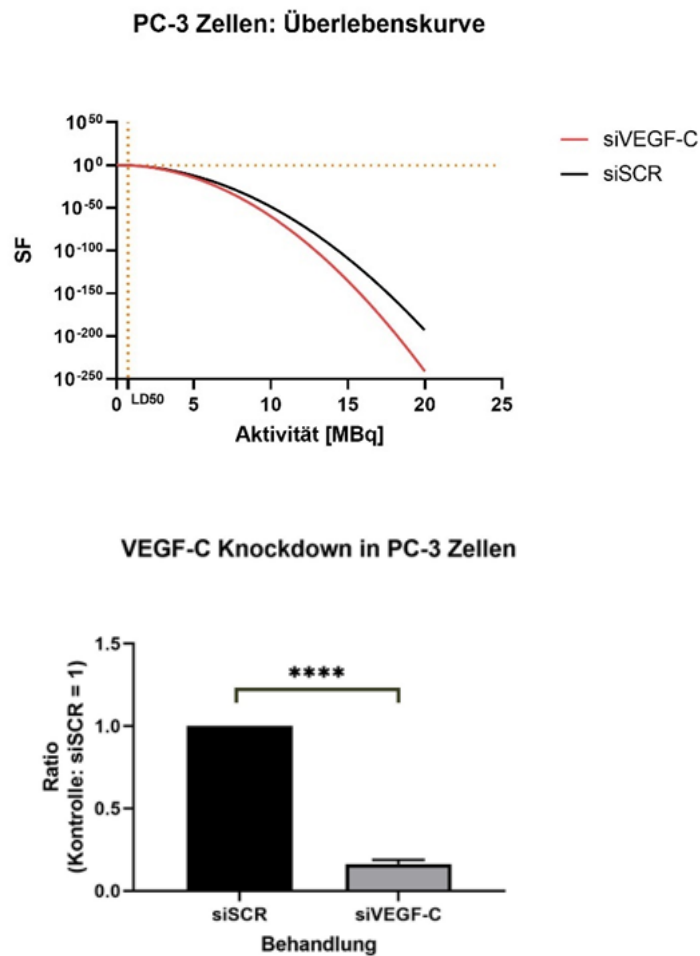 PC-3 Zellen: Überlebenskurve
10^50
10^0
10^-50
10^-100
10^-150
10^-200
10^-250
SF
0 LD50 5 10 15 20 25
Aktivität [MBq]
siVEGF-C
siSCR
VEGF-C Knockdown in PC-3 Zellen
Ratio
(Kontrolle: siSCR = 1)
1.5
1.0
0.5
0.0
****
siSCR siVEGF-C
Behandlung